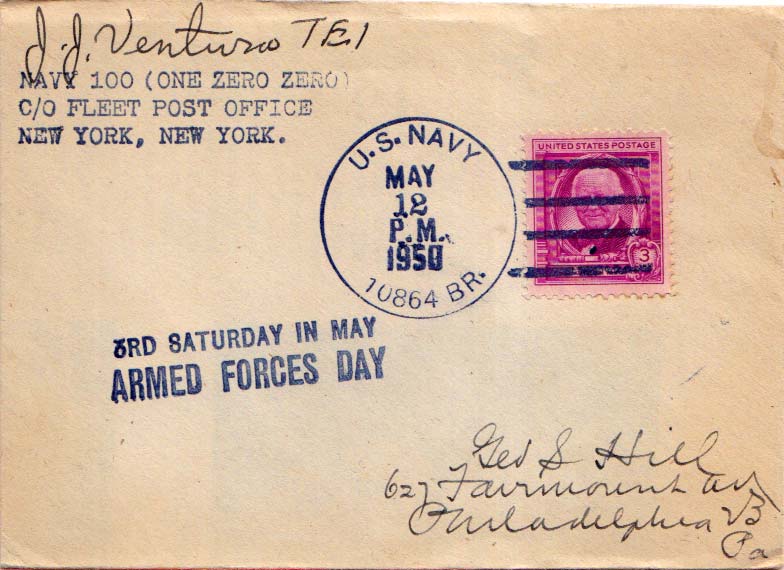 J.J. Venturo TE1
NAVY 100 (ONE ZERO ZERO)
C/O FLEET POST OFFICE
NEW YORK, NEW YORK.
U.S. NAVY
MAY
12
P.M.
1950
10864 BR.
UNITED STATES POSTAGE
3
3RD SATURDAY IN MAY
ARMED FORCES DAY
Geo S Hill
627 Fairmount Av
Philadelphia 23
Pa